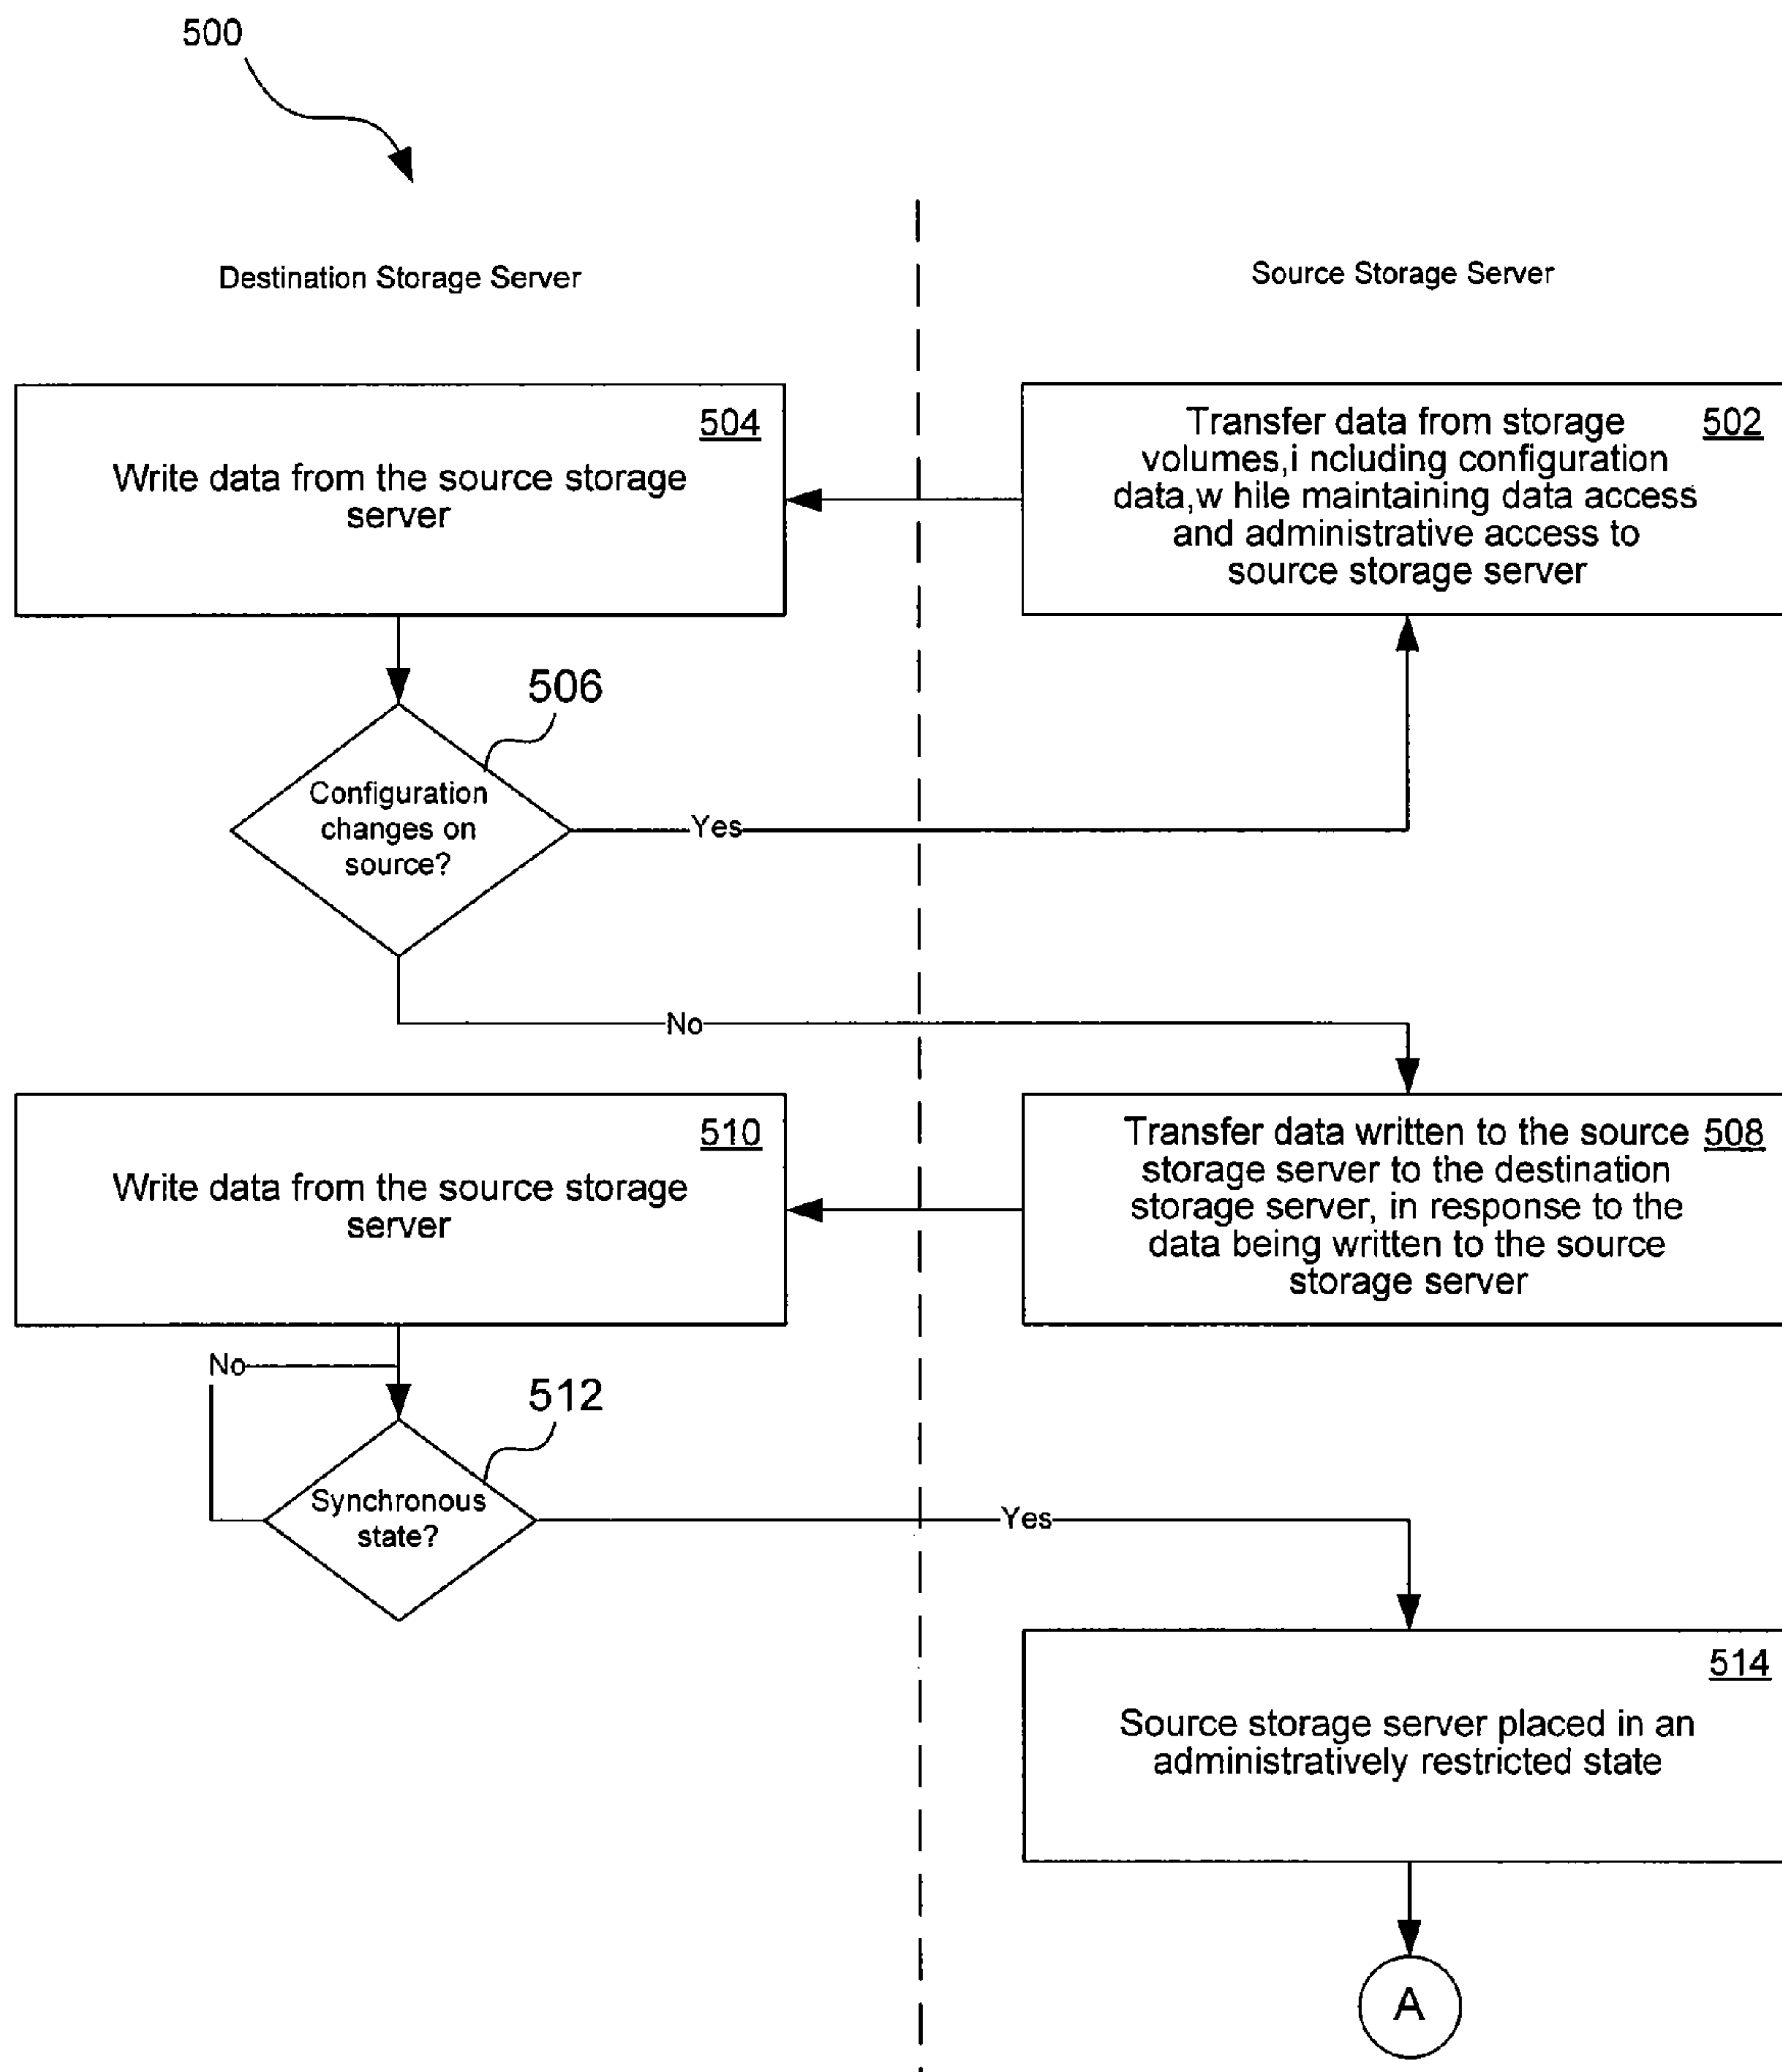 500
Destination Storage Server
Source Storage Server
504
Write data from the source storage
server
502
Transfer data from storage
volumes,i ncluding configuration
data,w hile maintaining data access
and administrative access to
source storage server
506
Configuration
changes on
source?
Yes
No
510
Write data from the source storage
server
508
Transfer data written to the source
storage server to the destination
storage server, in response to the
data being written to the source
storage server
No
512
Synchronous
state?
Yes
514
Source storage server placed in an
administratively restricted state
A